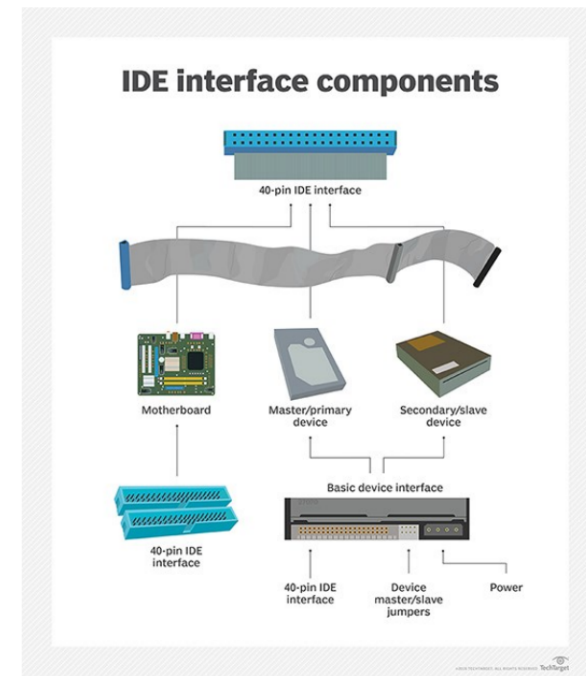 IDE interface components
40-pin IDE interface
Motherboard
Master/primary
device
Secondary/slave
device
Basic device interface
40-pin IDE
interface
40-pin IDE
interface
Device
master/slave
jumpers
Power
TechTarget